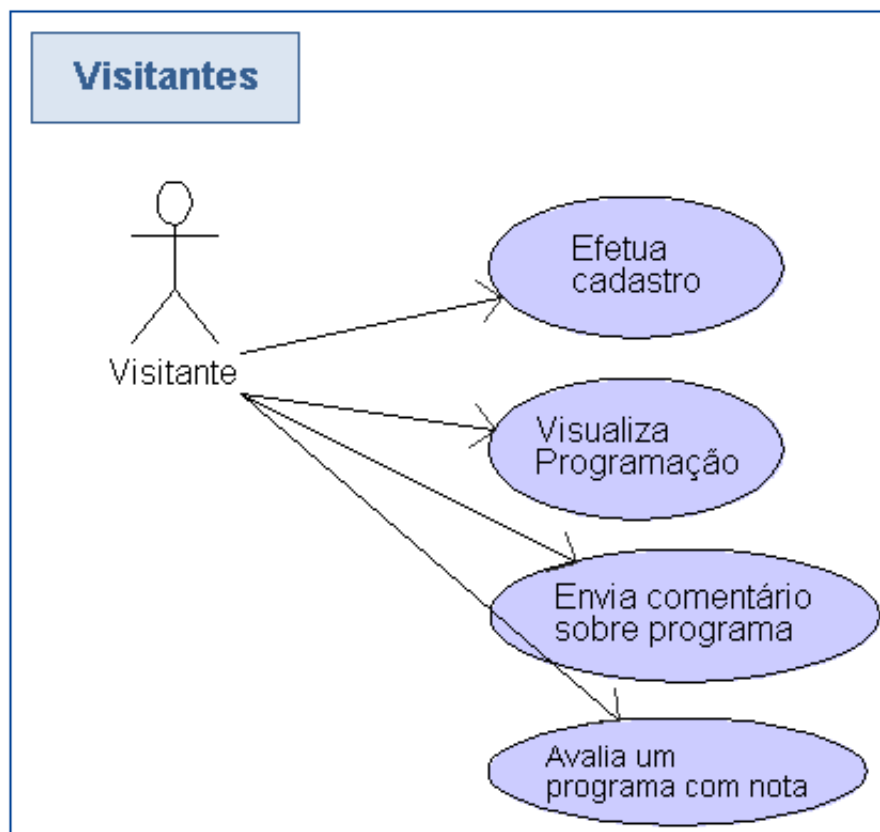 Visitantes
Visitante
Efetua
cadastro
Visualiza
Programação
Envia comentário
sobre programa
Avalia um
programa com nota